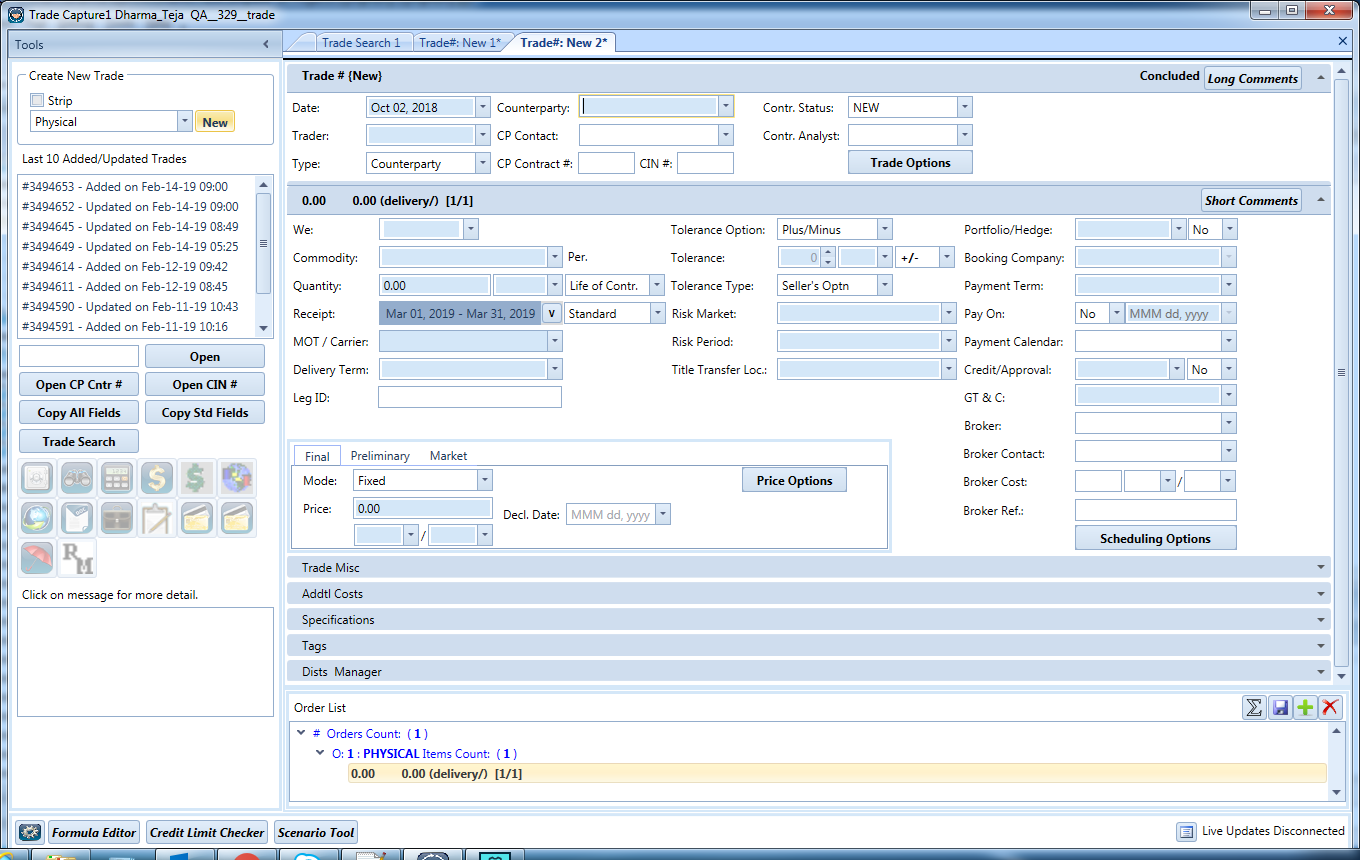 Trade Capture1 Dharma_Teja QA__329__trade
Tools
Trade Search 1
Trade#: New 1*
Trade#: New 2*
Create New Trade
Strip
Physical
New
Last 10 Added/Updated Trades
#3494653 - Added on Feb-14-19 09:00
#3494652 - Updated on Feb-14-19 09:00
#3494645 - Updated on Feb-14-19 08:49
#3494649 - Updated on Feb-14-19 05:25
#3494614 - Added on Feb-12-19 09:42
#3494611 - Added on Feb-12-19 08:45
#3494590 - Updated on Feb-11-19 10:43
#3494591 - Added on Feb-11-19 10:16
Open
Open CP Cntr #
Open CIN #
Copy All Fields
Copy Std Fields
Trade Search
RM
Click on message for more detail.
Trade # {New}
Concluded
Long Comments
Date:
Oct 02, 2018
Counterparty:
Contr. Status:
NEW
Trader:
CP Contact:
Contr. Analyst:
Type:
Counterparty
CP Contract #:
CIN #:
Trade Options
0.00 0.00 (delivery/) [1/1]
Short Comments
We:
Tolerance Option:
Plus/Minus
Portfolio/Hedge:
No
Commodity:
Per.
Tolerance:
0
+/-
Booking Company:
Quantity:
0.00
Life of Contr.
Tolerance Type:
Seller's Optn
Payment Term:
Receipt:
Mar 01, 2019 - Mar 31, 2019
v
Standard
Risk Market:
Pay On:
No
MMM dd, yyyy
MOT / Carrier:
Risk Period:
Payment Calendar:
Delivery Term:
Title Transfer Loc.:
Credit/Approval:
No
Leg ID:
GT & C:
Broker:
Broker Contact:
Broker Cost:
/
Broker Ref.:
Scheduling Options
Final
Preliminary
Market
Mode:
Fixed
Price Options
Price:
0.00
Decl. Date:
MMM dd, yyyy
/
Trade Misc
Addtl Costs
Specifications
Tags
Dists Manager
Order List
# Orders Count: ( 1 )
O: 1 : PHYSICAL Items Count: ( 1 )
0.00 0.00 (delivery/) [1/1]
Formula Editor
Credit Limit Checker
Scenario Tool
Live Updates Disconnected